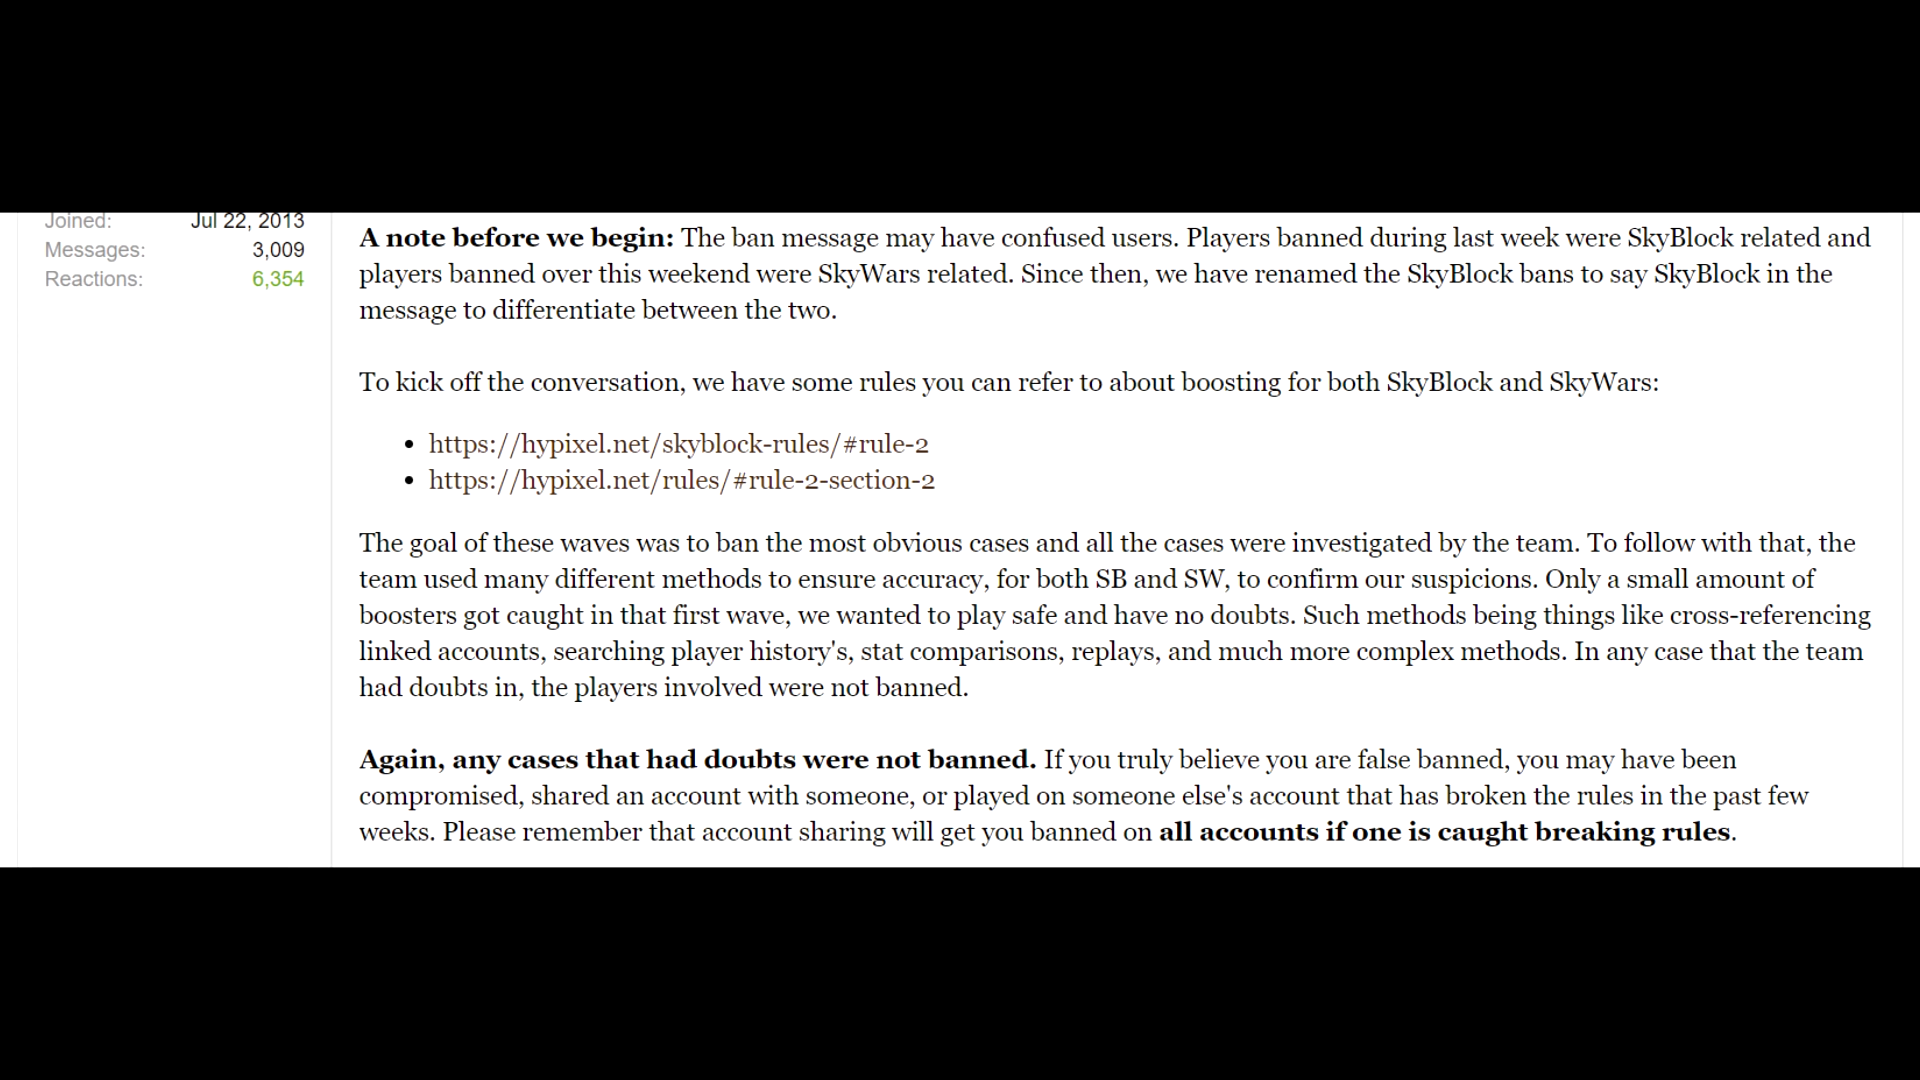 Joined: Jul 22, 2013
Messages: 3,009
Reactions: 6,354
A note before we begin: The ban message may have confused users. Players banned during last week were SkyBlock related and
players banned over this weekend were SkyWars related. Since then, we have renamed the SkyBlock bans to say SkyBlock in the
message to differentiate between the two.
To kick off the conversation, we have some rules you can refer to about boosting for both SkyBlock and SkyWars:
• https://hypixel.net/skyblock-rules/#rule-2
• https://hypixel.net/rules/#rule-2-section-2
The goal of these waves was to ban the most obvious cases and all the cases were investigated by the team. To follow with that, the
team used many different methods to ensure accuracy, for both SB and SW, to confirm our suspicions. Only a small amount of
boosters got caught in that first wave, we wanted to play safe and have no doubts. Such methods being things like cross-referencing
linked accounts, searching player history's, stat comparisons, replays, and much more complex methods. In any case that the team
had doubts in, the players involved were not banned.
Again, any cases that had doubts were not banned. If you truly believe you are false banned, you may have been
compromised, shared an account with someone, or played on someone else's account that has broken the rules in the past few
weeks. Please remember that account sharing will get you banned on all accounts if one is caught breaking rules.